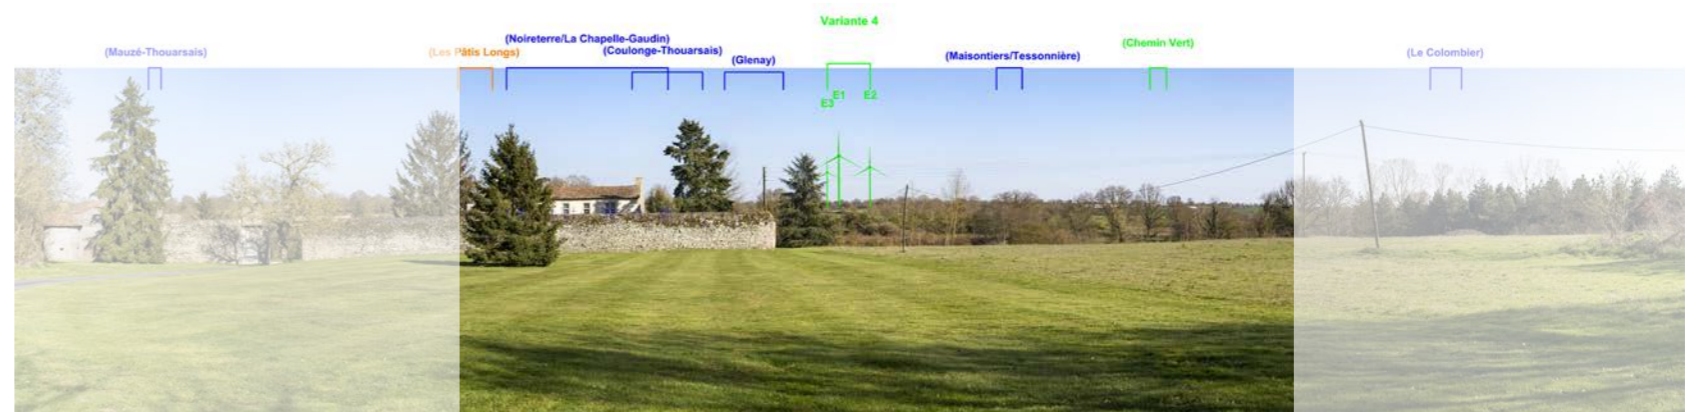 Variante 4
(Noireterre/La Chapelle-Gaudin)
(Chemin Vert)
(Mauzé-Thouarsais)
(Les Pâtis Longs)
(Coulonge-Thouarsais)
(Glenay)
(Maisontiers/Tessonnière)
(Le Colombier)
E3
E1
E2